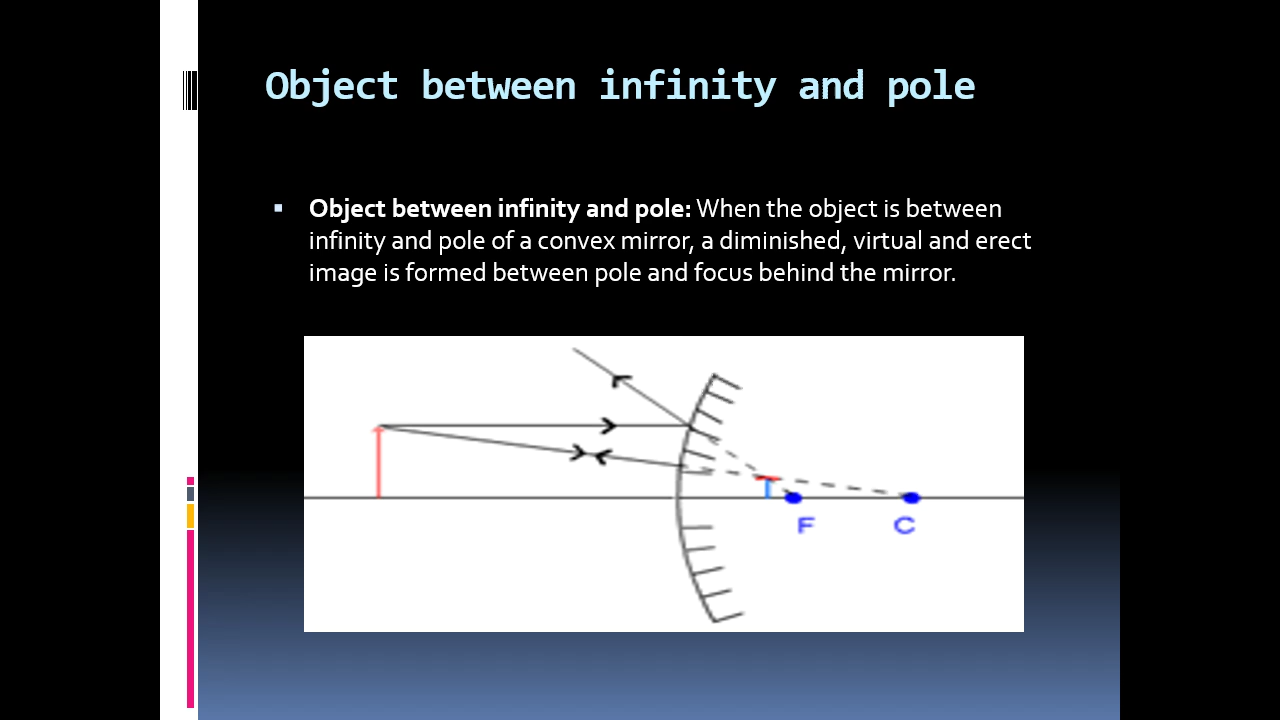 Object between infinity and pole
Object between infinity and pole: When the object is between
infinity and pole of a convex mirror, a diminished, virtual and erect
image is formed between pole and focus behind the mirror.
F C